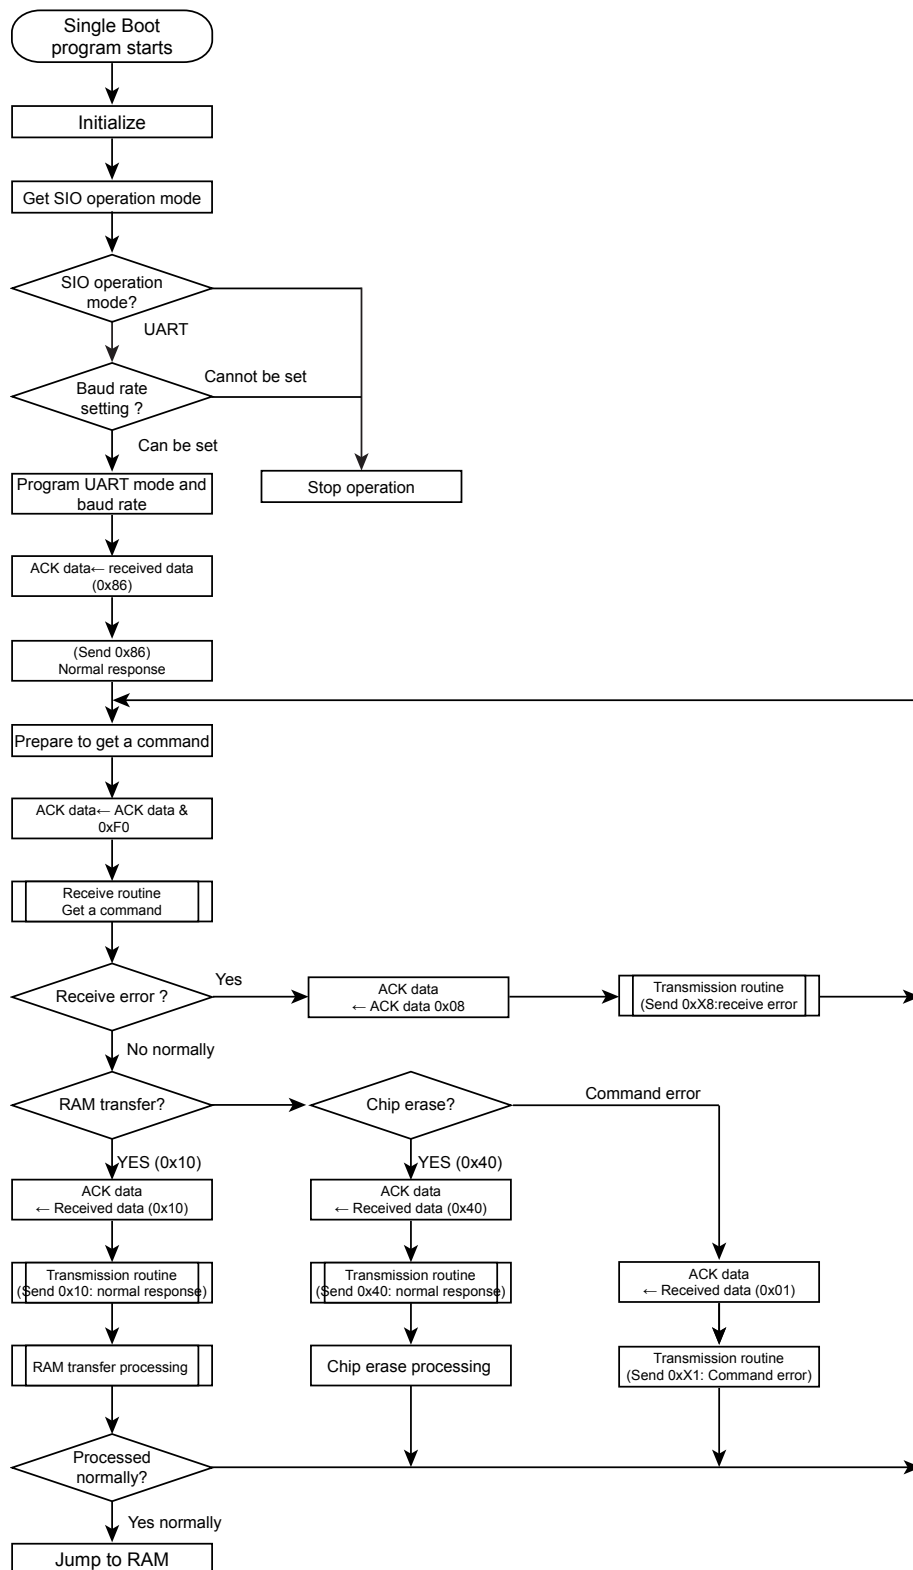 Single Boot
program starts
Initialize
Get SIO operation mode
SIO operation
mode?
UART
Baud rate
setting ?
Cannot be set
Can be set
Program UART mode and
baud rate
Stop operation
ACK data← received data
(0x86)
(Send 0x86)
Normal response
Prepare to get a command
ACK data← ACK data &
0xF0
Receive routine
Get a command
Receive error ?
Yes
ACK data
← ACK data 0x08
Transmission routine
(Send 0xX8:receive error
No normally
RAM transfer?
Chip erase?
Command error
YES (0x10)
YES (0x40)
ACK data
← Received data (0x10)
ACK data
← Received data (0x40)
Transmission routine
(Send 0x10: normal response)
Transmission routine
(Send 0x40: normal response)
ACK data
← Received data (0x01)
RAM transfer processing
Chip erase processing
Transmission routine
(Send 0xX1: Command error)
Processed
normally?
Yes normally
Jump to RAM